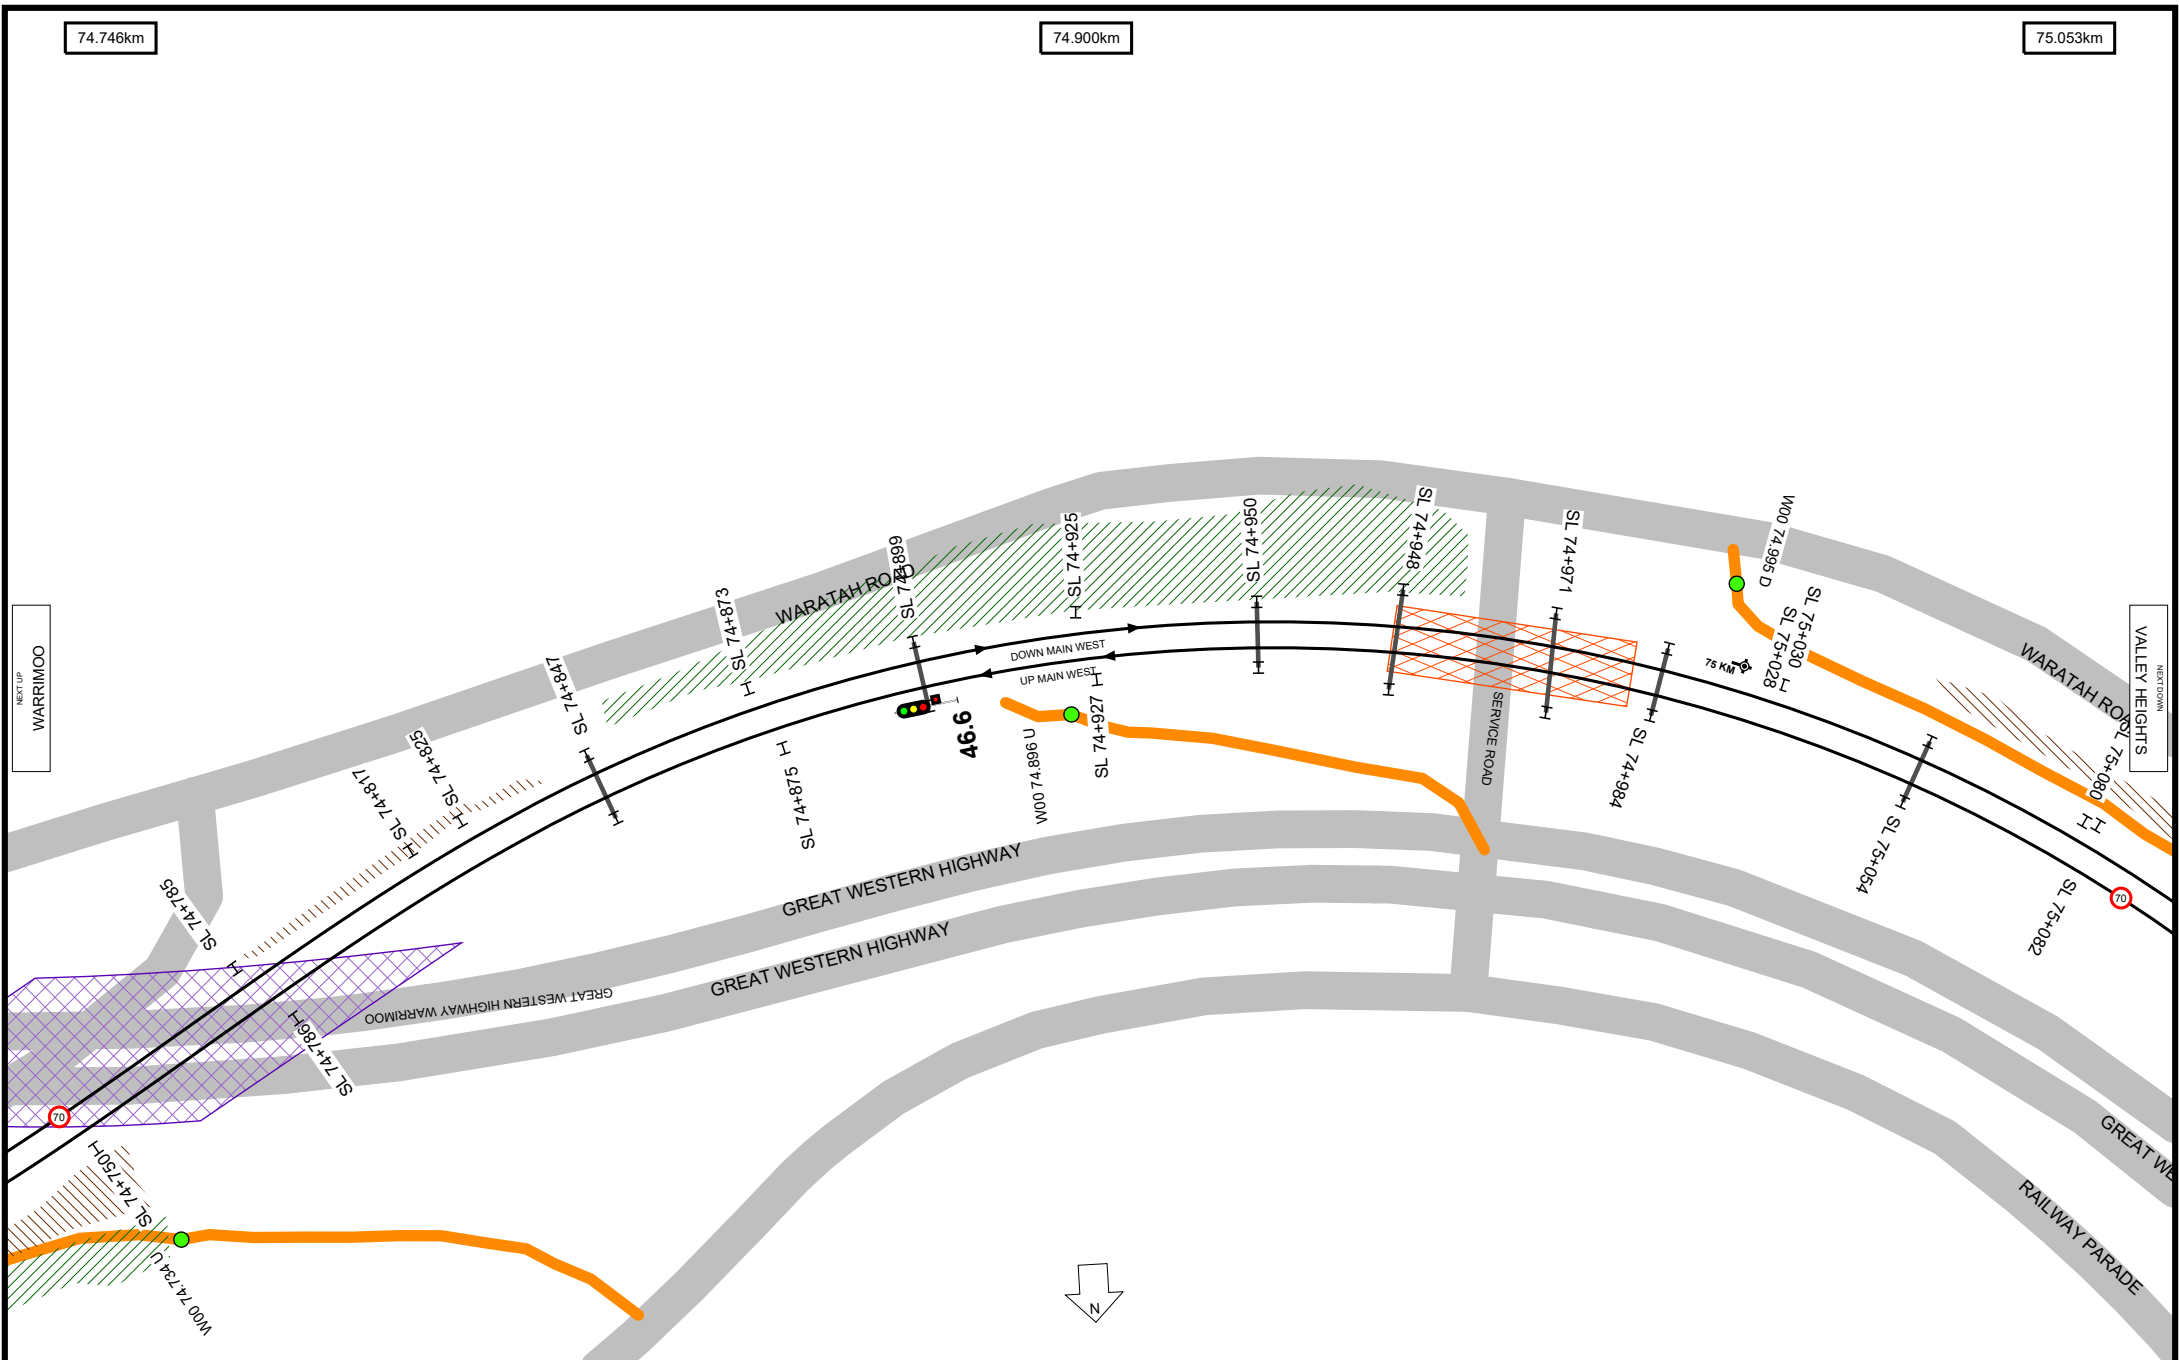 74.746km
74.900km
75.053km
SL 74+948
W00 74.995 D
SL 74+950
SL 74+971
SL 74+925
SL 74+899
WARATAH ROAD
SL 74+873
SL 75+030
SL 75+028
NEXT UP
WARRIMOO
VALLEY HEIGHTS
NEXT DOWN
WARATAH ROAD
DOWN MAIN WEST
UP MAIN WEST
75 KM
SL 74+847
SL 74+927
46.6
W00 74.896 U
SERVICE ROAD
SL 74+984
SL 75+080
SL 74+825
SL 74+817
SL 74+875
GREAT WESTERN HIGHWAY
SL 75+054
SL 74+785
70
SL 75+082
GREAT WESTERN HIGHWAY
GREAT WESTERN HIGHWAY WARRIMOO
SL 74+786
70
GREAT WE
SL 74+750
RAILWAY PARADE
W00 74.734 U
N